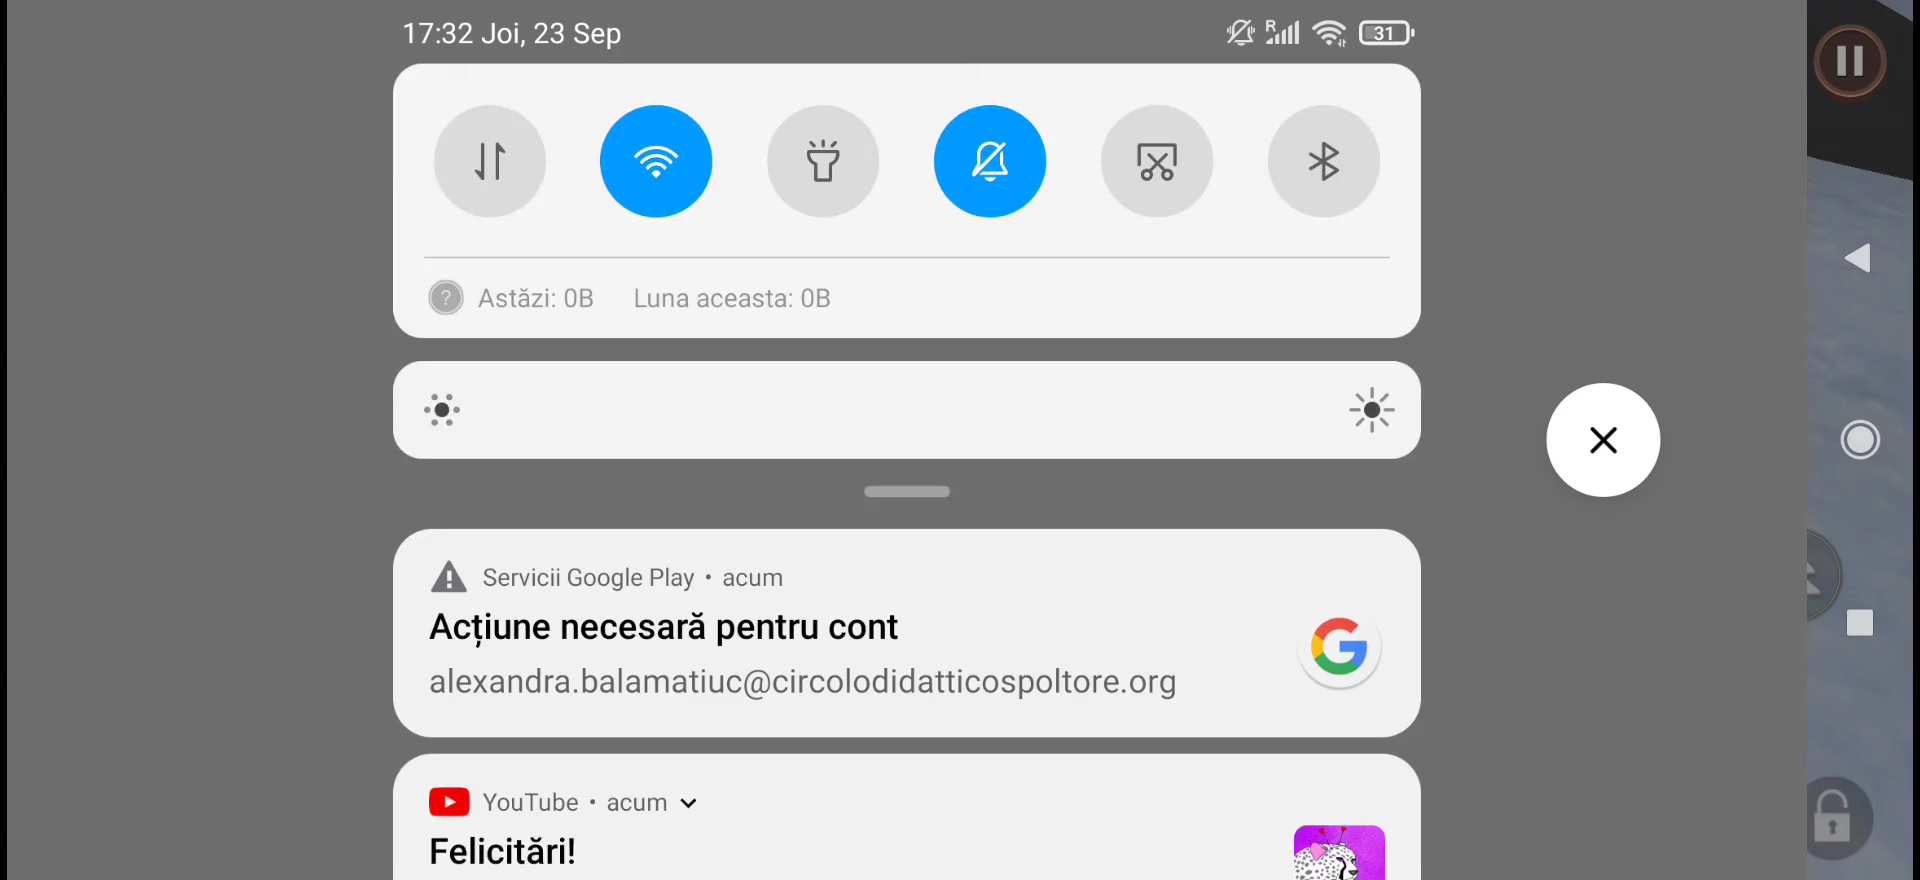 17:32 Joi, 23 Sep
R
31
Astăzi: 0B Luna aceasta: 0B
Servicii Google Play • acum
Acțiune necesară pentru cont
alexandra.balamatiuc@circolodidatticospoltore.org
YouTube • acum
Felicitări!